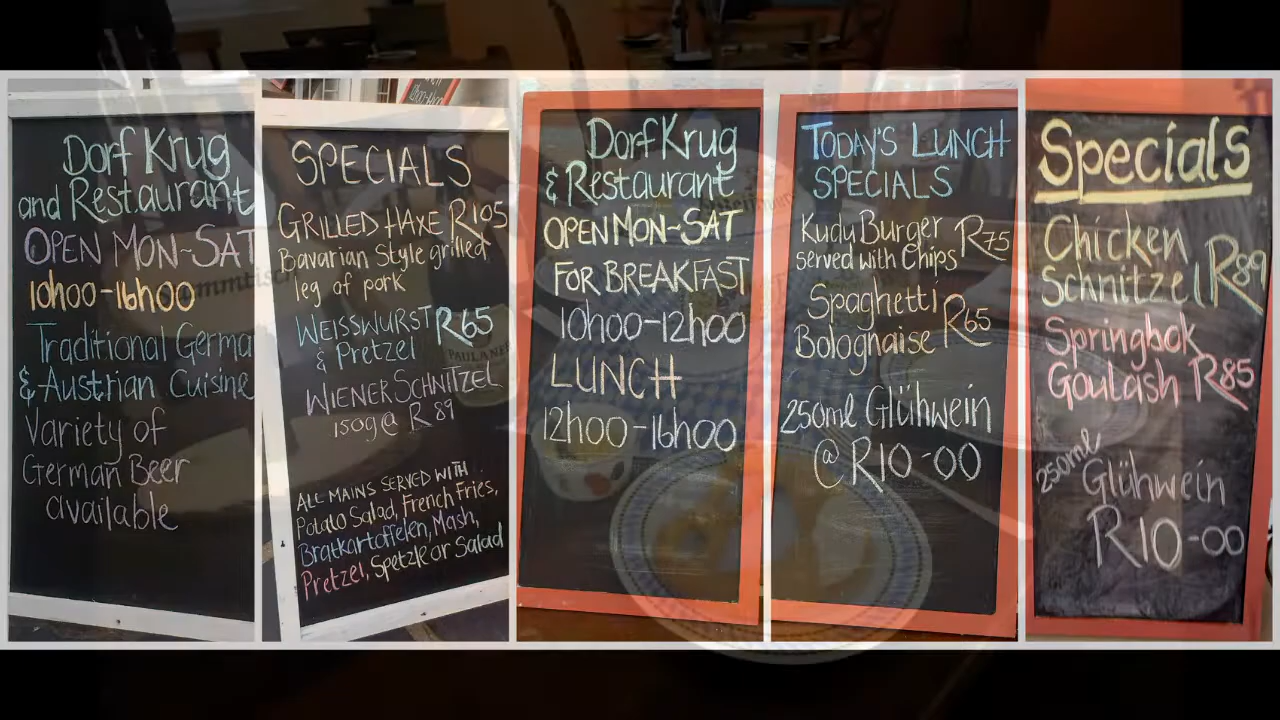 Dorf Krug
and Restaurant
OPEN MON-SAT
10h00-16h00
Traditional Germa
& Austrian Cuisine
Variety of
German Beer
available
SPECIALS
GRILLED HAXE R105
Bavarian Style grilled
leg of pork
WEISSWURST R65
& Pretzel
WIENER SCHNITZEL
150g @ R 89
ALL MAINS SERVED WITH
Potato Salad, French Fries,
Bratkartoffelen, Mash,
Pretzel, Spetzle or Salad
Dorf Krug
& Restaurant
OPEN MON-SAT
FOR BREAKFAST
10h00-12h00
LUNCH
12h00-16h00
TODAY'S LUNCH
SPECIALS
Kudu Burger R75
served with Chips
Spaghetti R65
Bolognaise
250ml Glühwein
@ R10-00
Specials
Chicken R89
Schnitzel
Springbok
Goulash R85
250ml
Glühwein
R10-00
PAULANER